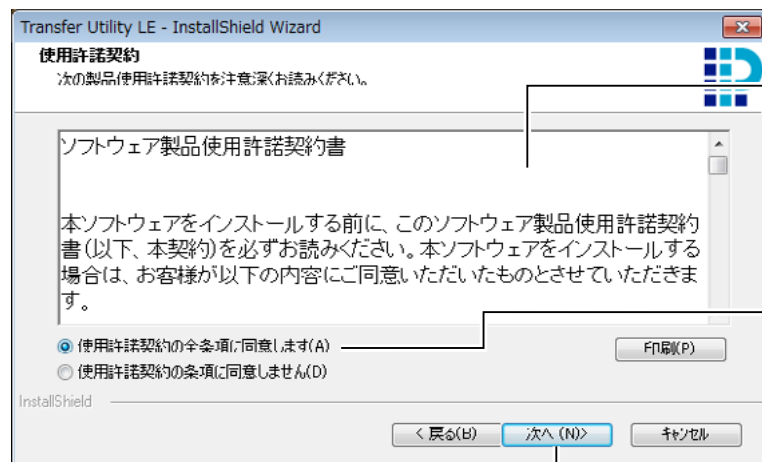 Transfer Utility LE - InstallShield Wizard
使用許諾契約
次の製品使用許諾契約を注意深くお読みください。
ソフトウェア製品使用許諾契約書
本ソフトウェアをインストールする前に、このソフトウェア製品使用許諾契約
書(以下、本契約)を必ずお読みください。本ソフトウェアをインストールする
場合は、お客様が以下の内容にご同意いただいたものとさせていただきま
す。
使用許諾契約の全条項に同意します(A)
印刷(P)
使用許諾契約の条項に同意しません(D)
InstallShield
< 戻る(B)
次へ (N)>
キャンセル